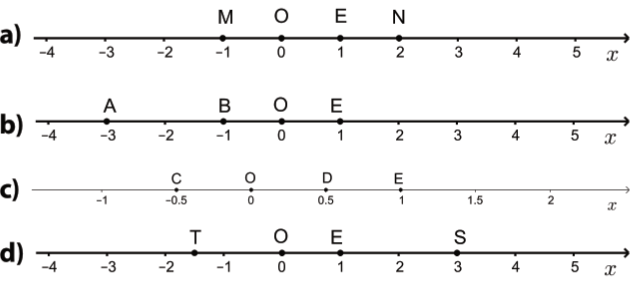 M O E N
a)
−4 −3 −2 −1 0 1 2 3 4 5 x
A B O E
b)
−4 −3 −2 −1 0 1 2 3 4 5 x
C O D E
c)
−1 −0.5 0 0.5 1 1.5 2 x
T O E S
d)
−4 −3 −2 −1 0 1 2 3 4 5 x